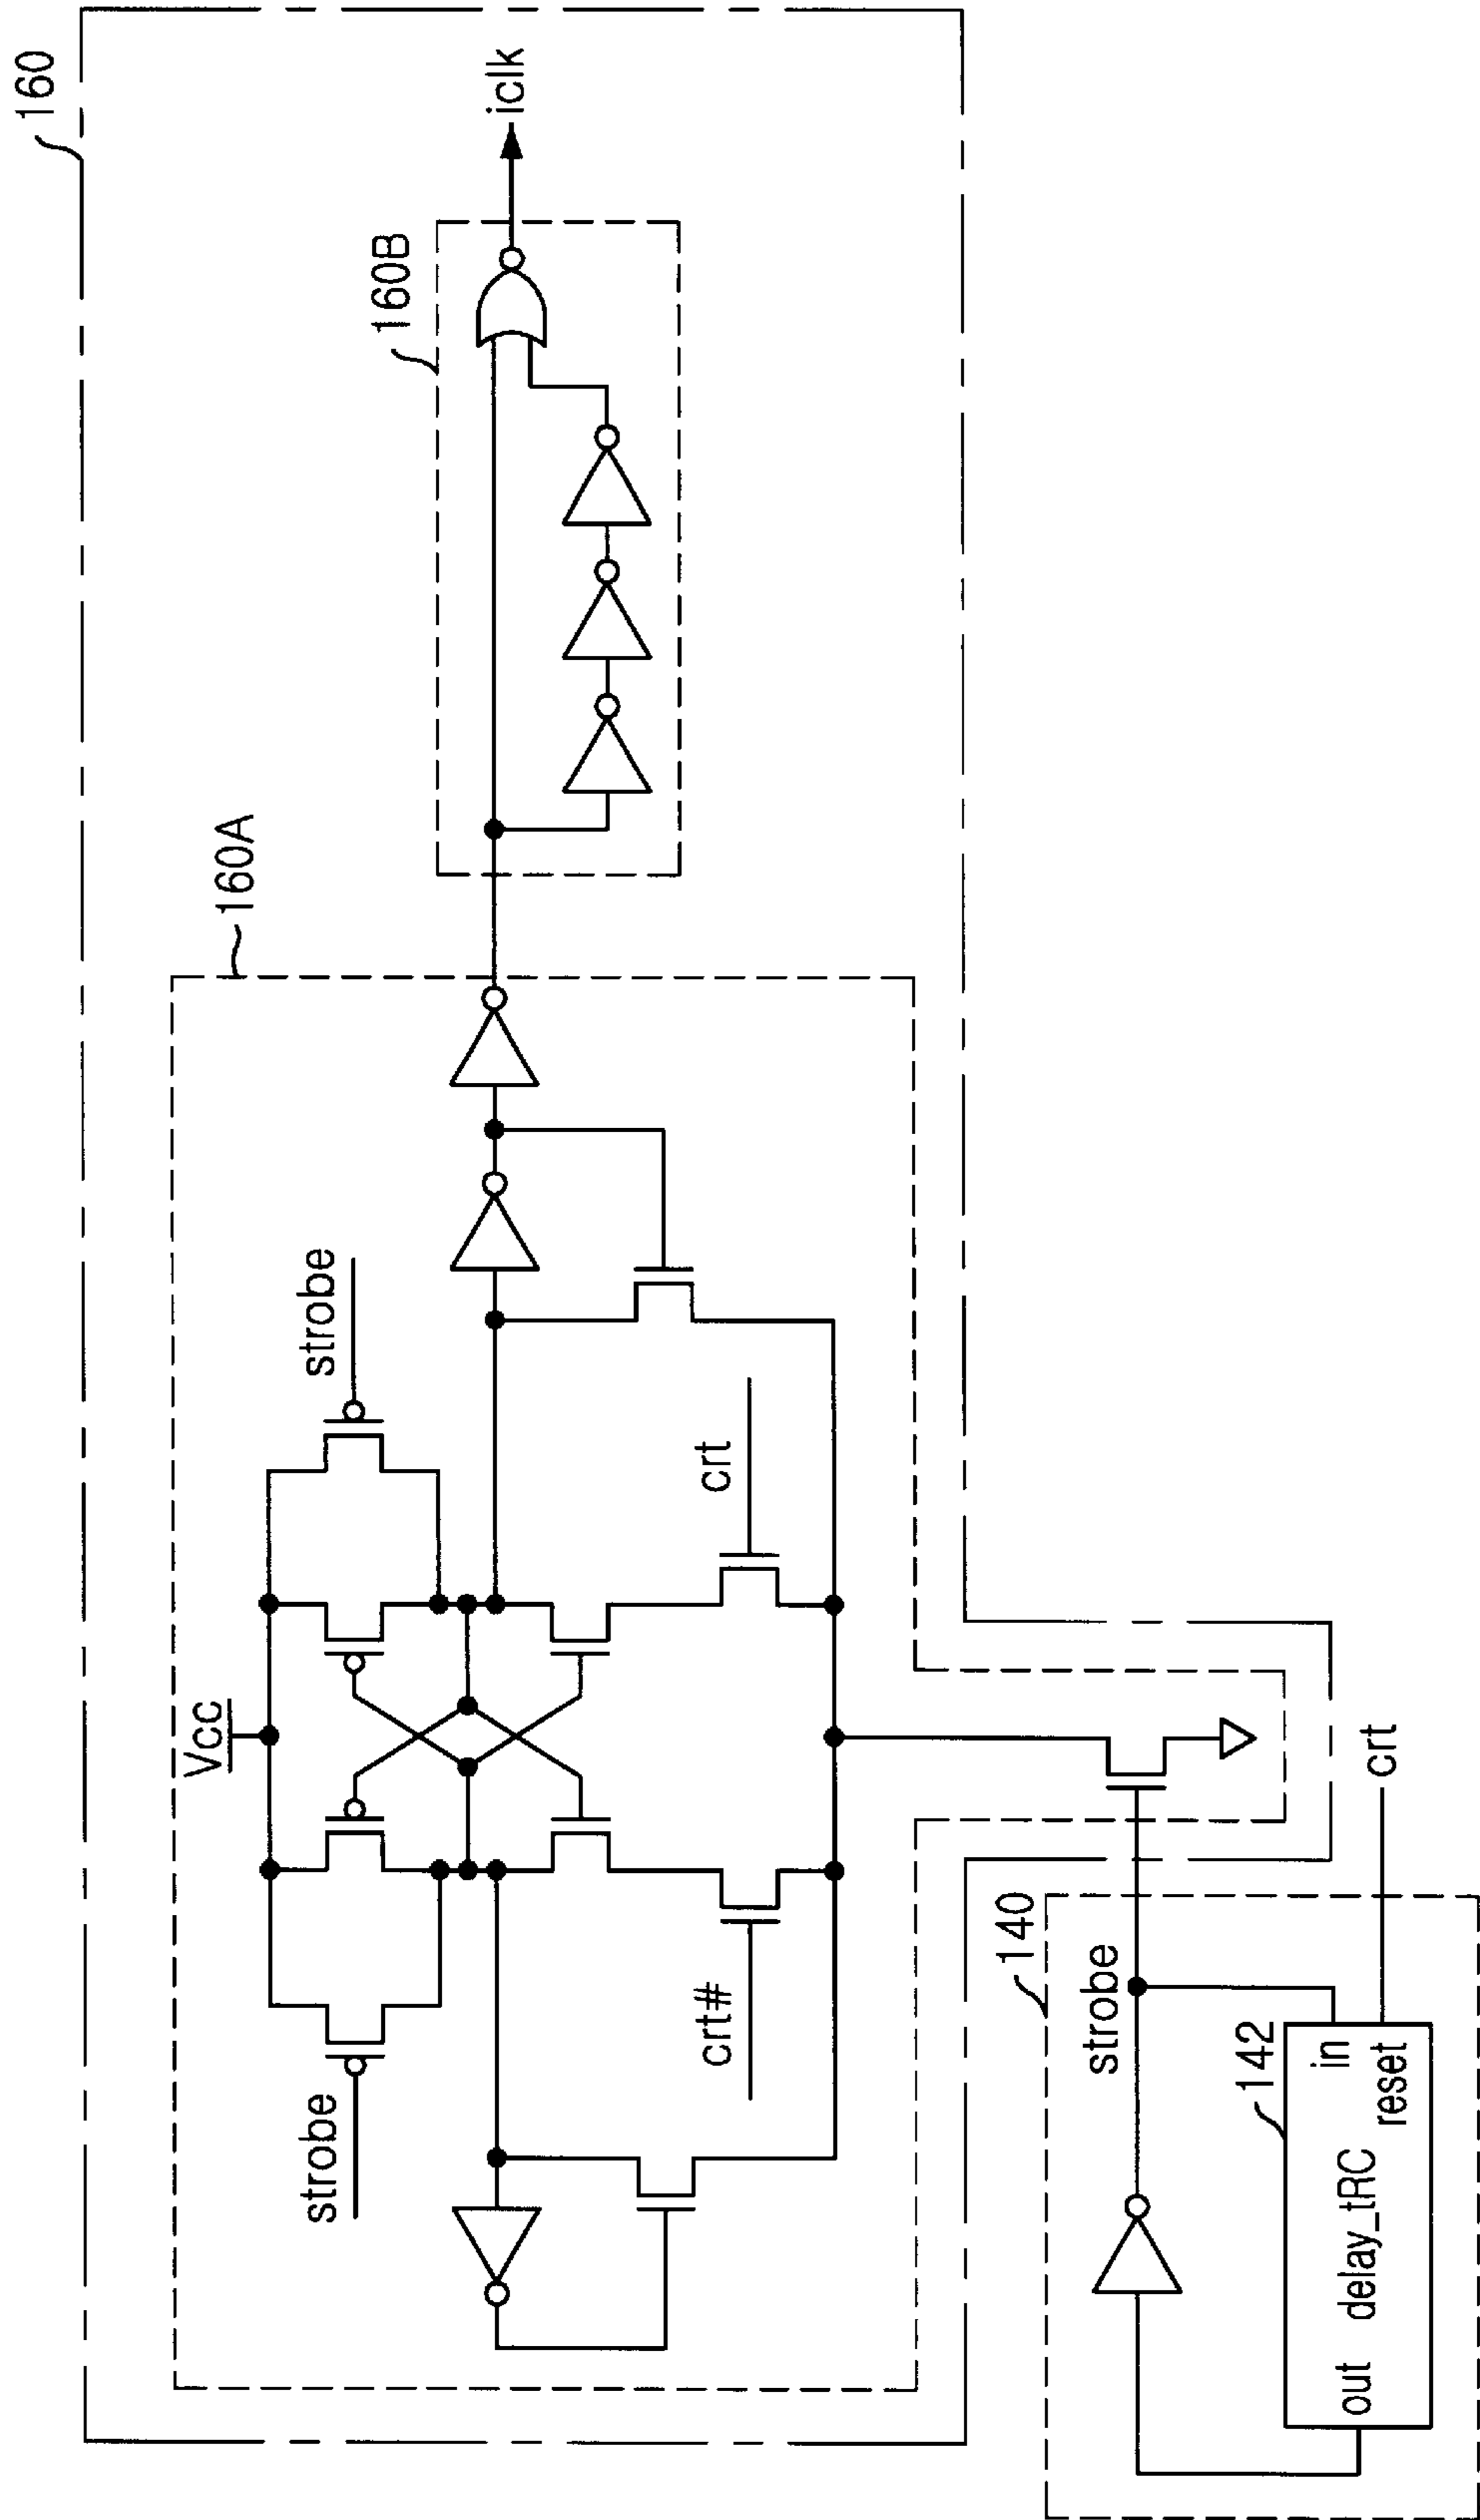 160
160A
160B
Vcc
strobe
strobe
crt#
crt
iclk
140
strobe
142
in
out delay_tRC
reset
crt